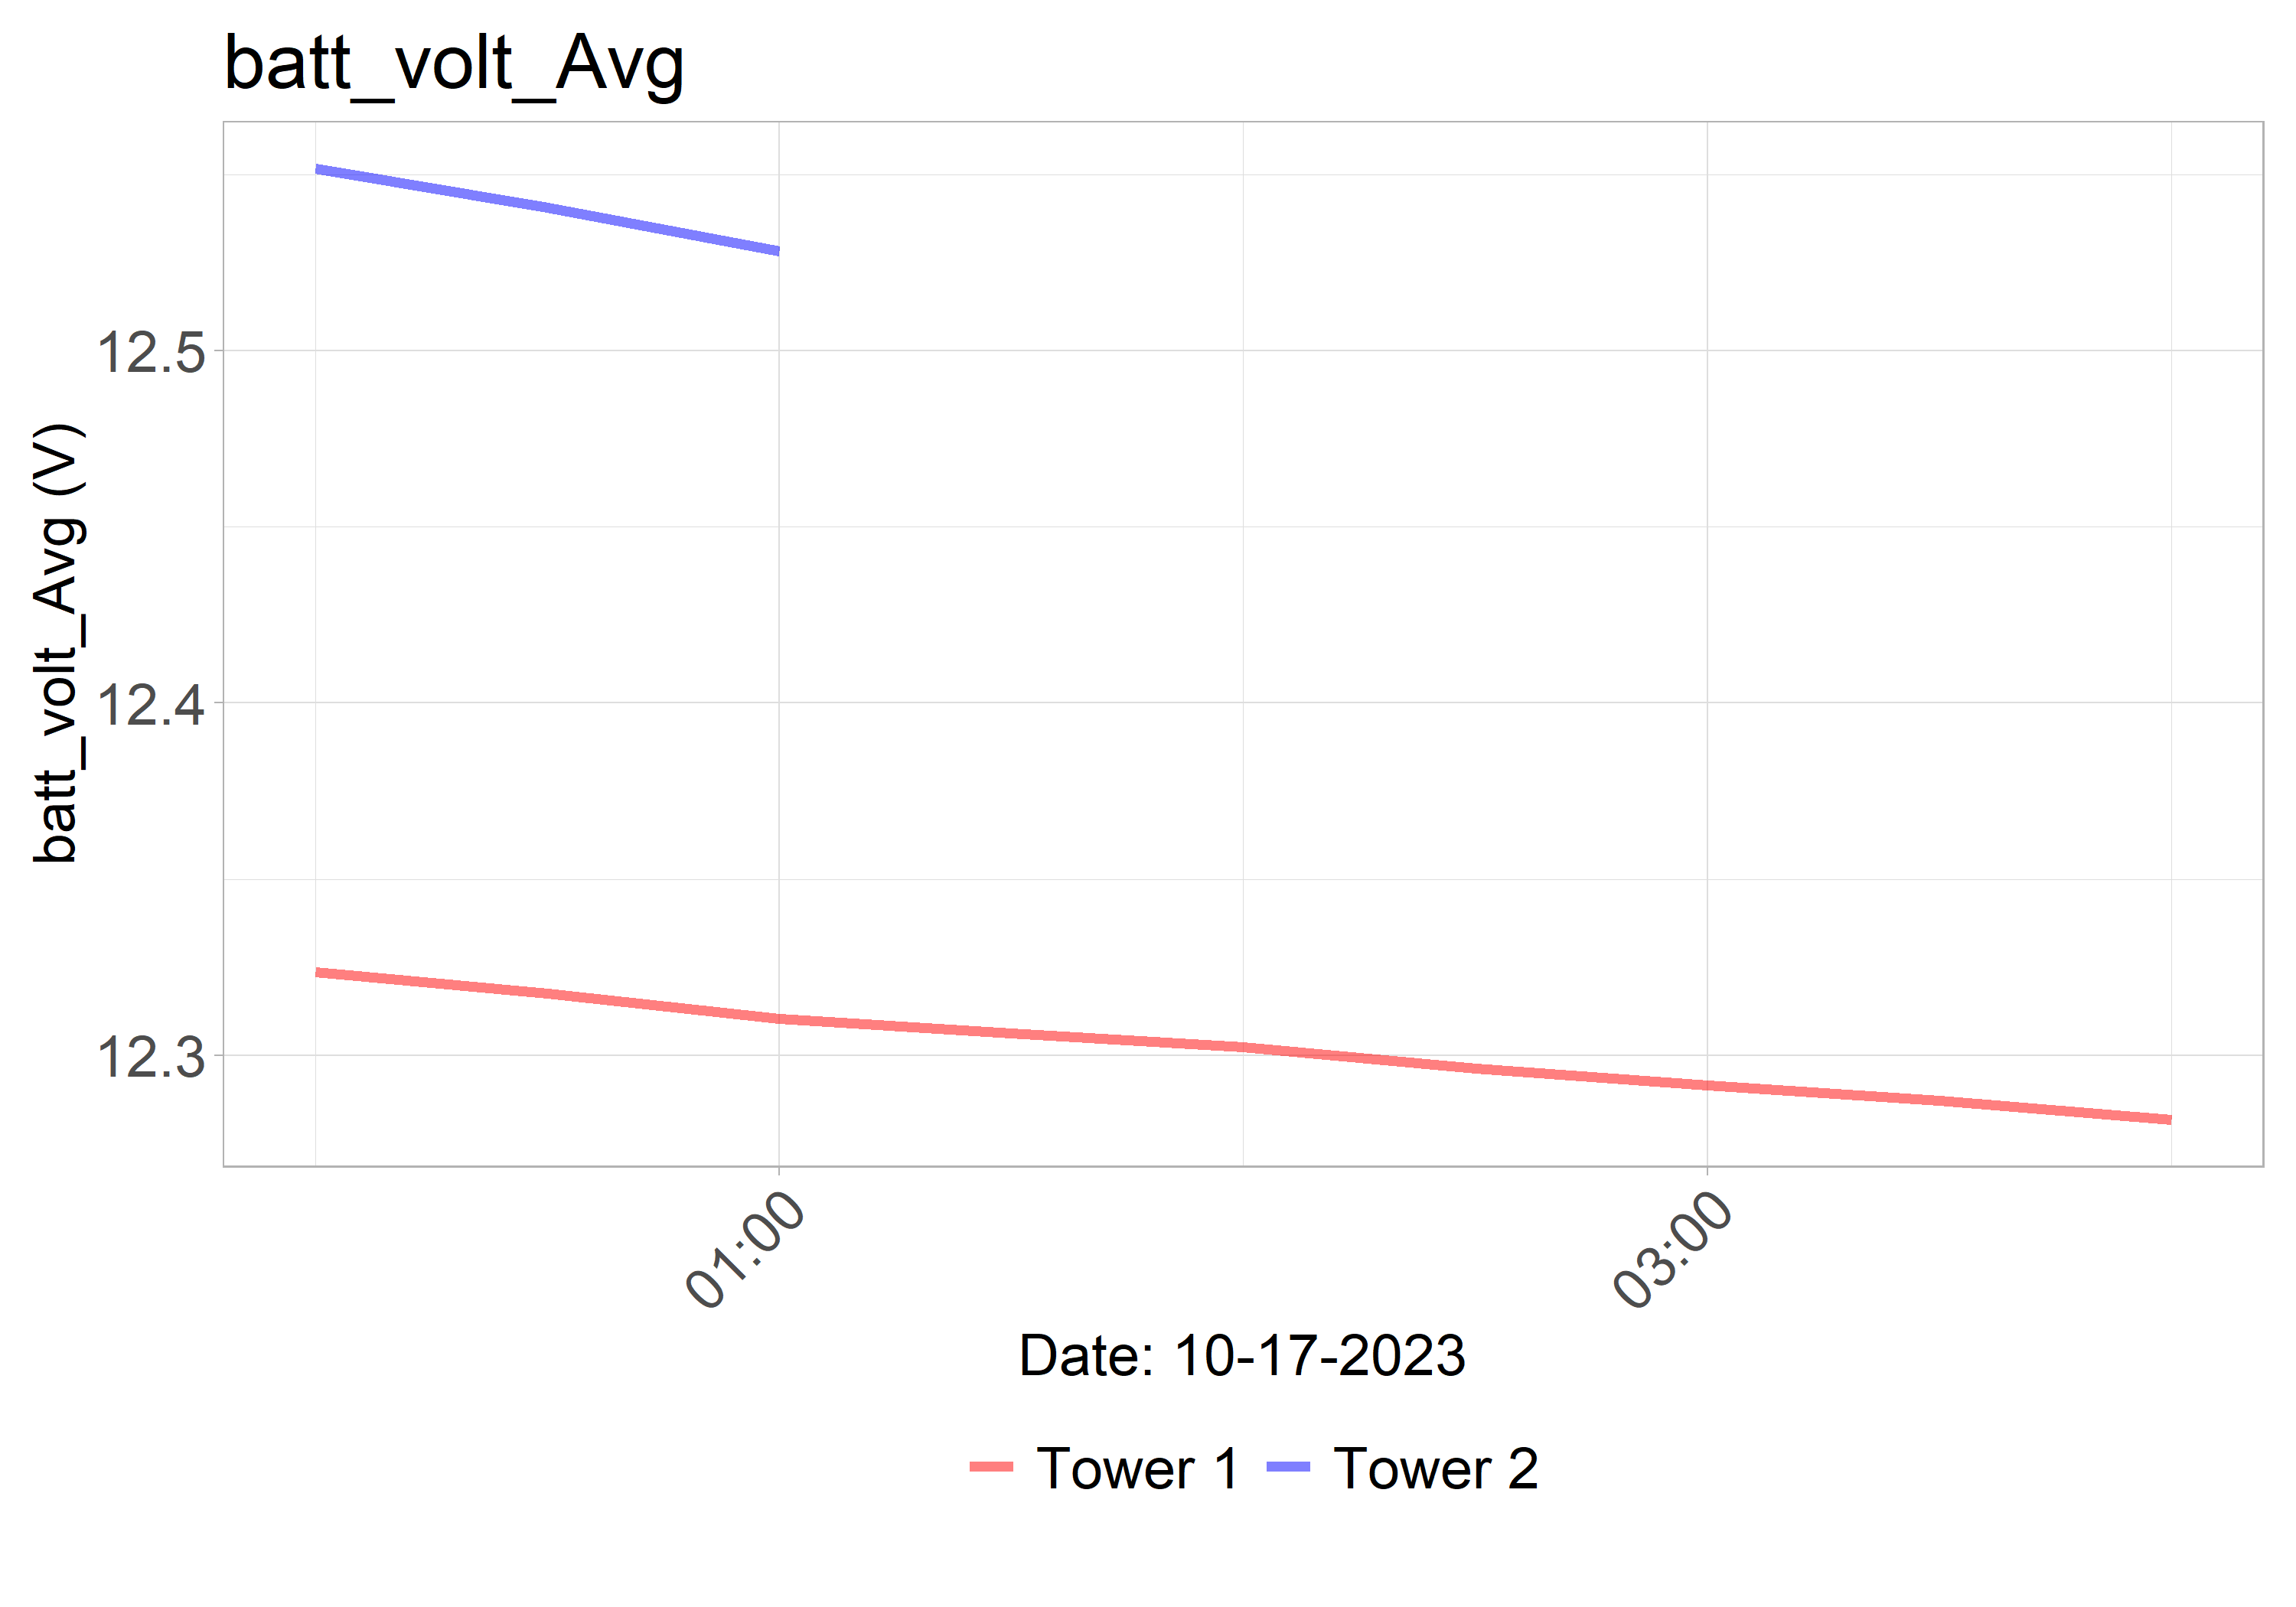 batt_volt_Avg
batt_volt_Avg (V)
12.5
12.4
12.3
01:00
03:00
Date: 10-17-2023
Tower 1
Tower 2